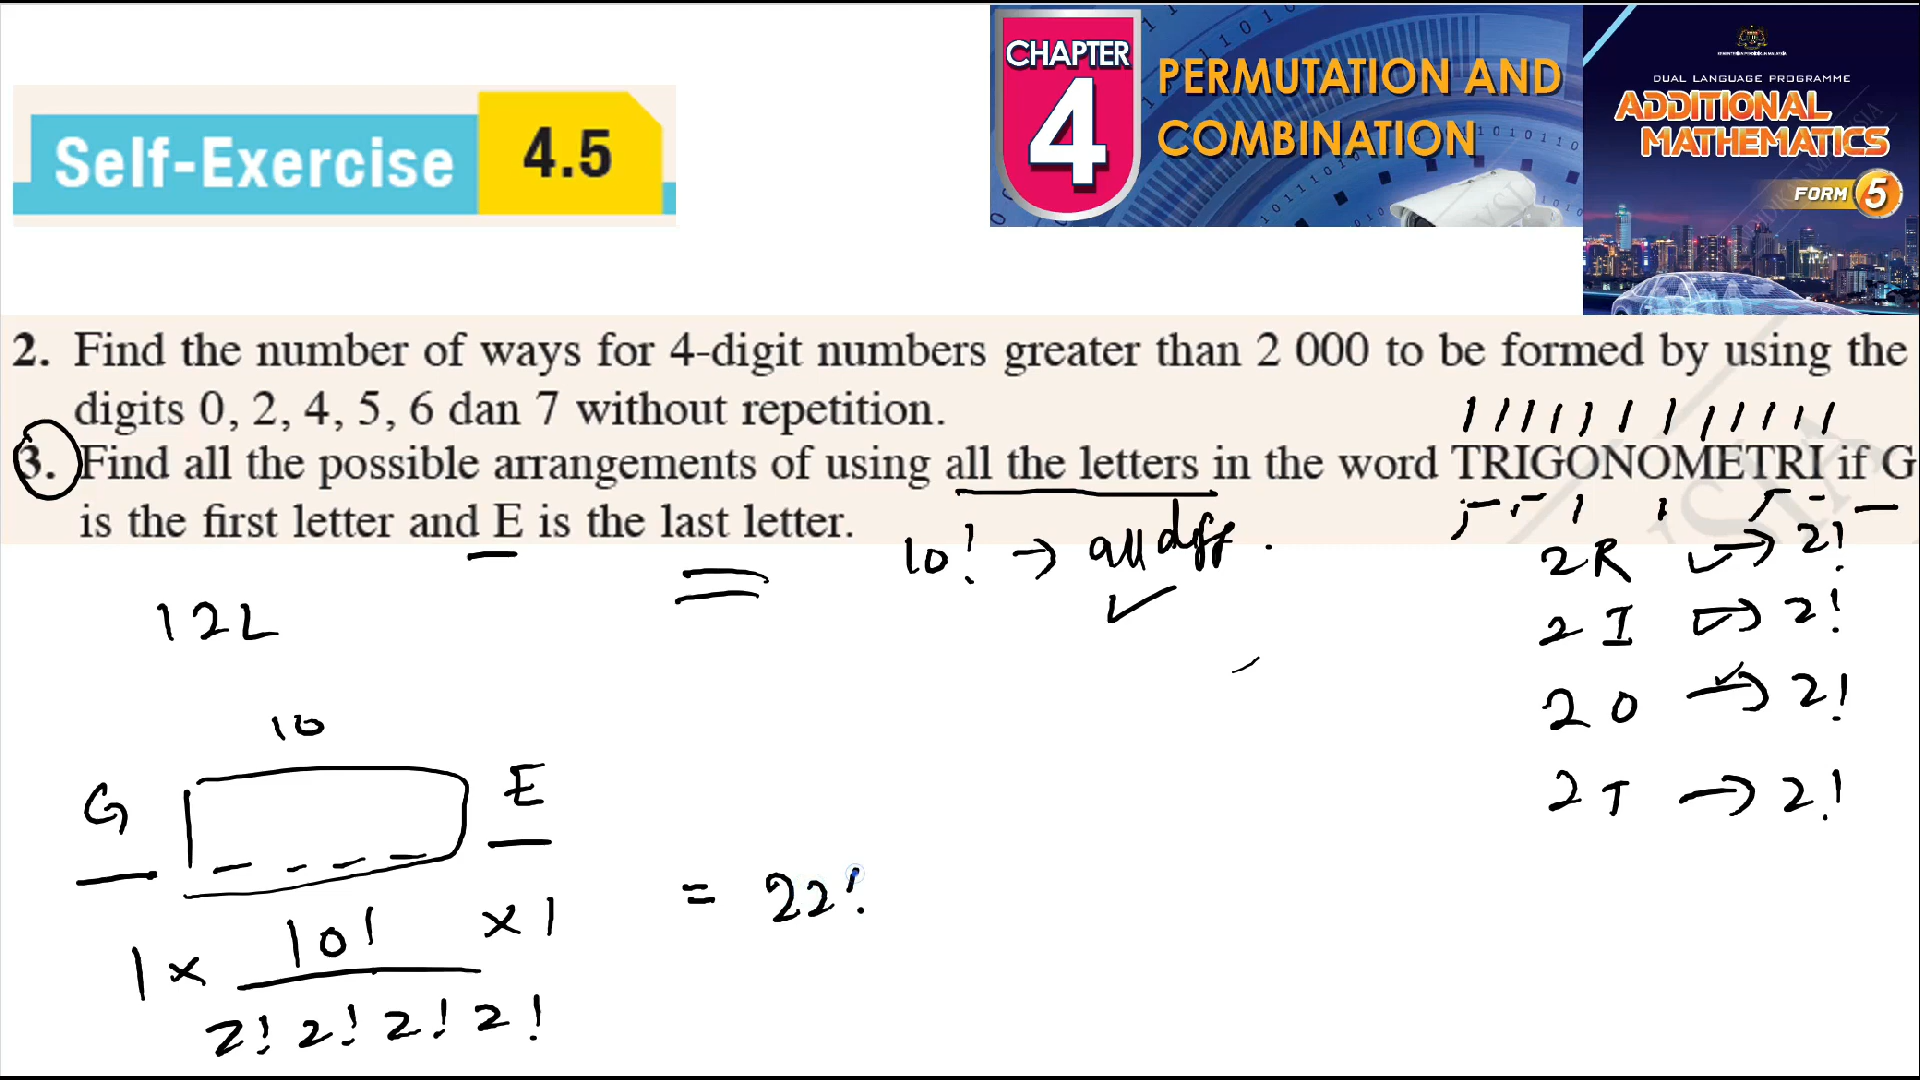 CHAPTER
4
PERMUTATION AND
COMBINATION
DUAL LANGUAGE PROGRAMME
ADDITIONAL
MATHEMATICS
FORM 5
Self-Exercise 4.5
2. Find the number of ways for 4-digit numbers greater than 2 000 to be formed by using the
digits 0, 2, 4, 5, 6 dan 7 without repetition.
3. Find all the possible arrangements of using all the letters in the word TRIGONOMETRI if G
is the first letter and E is the last letter.
10! → all diff.
2R → 2!
12L
2 I → 2!
2 O → 2!
10
G E
2 T → 2!
= 22!
1 × 10! × 1
2! 2! 2! 2!